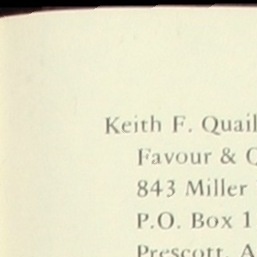 Keith F. Quail
Favour & Q
843 Miller
P.O. Box 1
Prescott, A